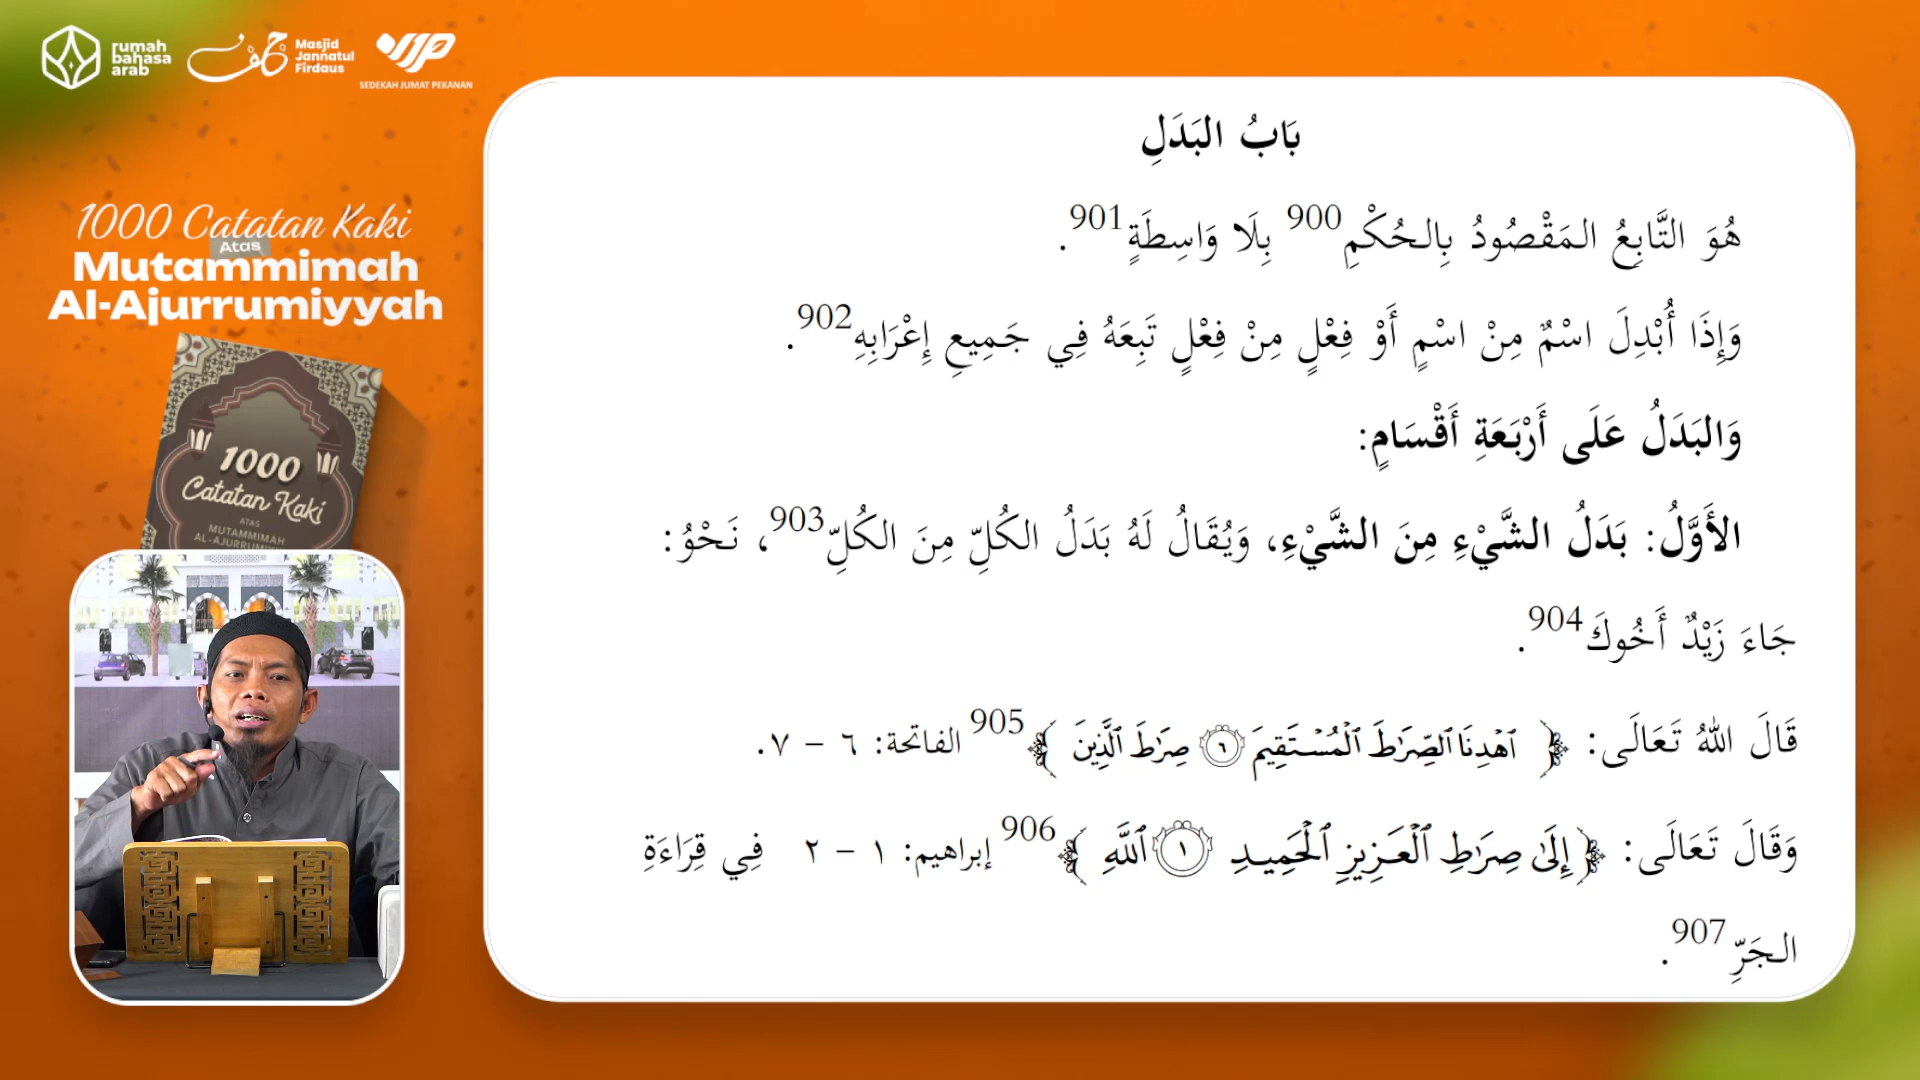 rumah
bahasa
arab
Masjid
Jannatul
Firdaus
VJP
SEDEKAH JUMAT PEKANAN
1000 Catatan Kaki
Atas
Mutammimah
Al-Ajurrumiyyah
1000
Catatan Kaki
ATAS
MUTAMMIMAH
بَابُ البَدَلِ
هُوَ التَّابِعُ المَقْصُودُ بِالحُكْمِ900 بِلَا وَاسِطَةٍ901.
وَإِذَا أُبْدِلَ اسْمٌ مِنْ اسْمٍ أَوْ فِعْلٍ مِنْ فِعْلٍ تَبِعَهُ فِي جَمِيعِ إِعْرَابِهِ902.
وَالبَدَلُ عَلَى أَرْبَعَةِ أَقْسَامٍ:
الأَوَّلُ: بَدَلُ الشَّيْءِ مِنَ الشَّيْءِ، وَيُقَالُ لَهُ بَدَلُ الكُلِّ مِنَ الكُلِّ903، نَحْوُ:
جَاءَ زَيْدٌ أَخُوكَ904.
قَالَ اللهُ تَعَالَى: ﴿ ٱهۡدِنَا ٱلصِّرَٰطَ ٱلۡمُسۡتَقِيمَ ٦ صِرَٰطَ ٱلَّذِينَ ﴾905 الفاتحة: ٦ – ٧.
وَقَالَ تَعَالَى: ﴿ إِلَىٰ صِرَٰطِ ٱلۡعَزِيزِ ٱلۡحَمِيدِ ١ ٱللَّهِ ﴾906 إبراهيم: ١ – ٢ فِي قِرَاءَةِ
الجَرِّ907.